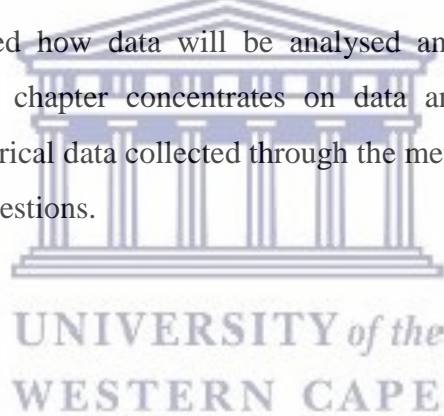 ed how data will be analysed an
chapter concentrates on data an
rical data collected through the me
estions.
UNIVERSITY of the
WESTERN CAPE